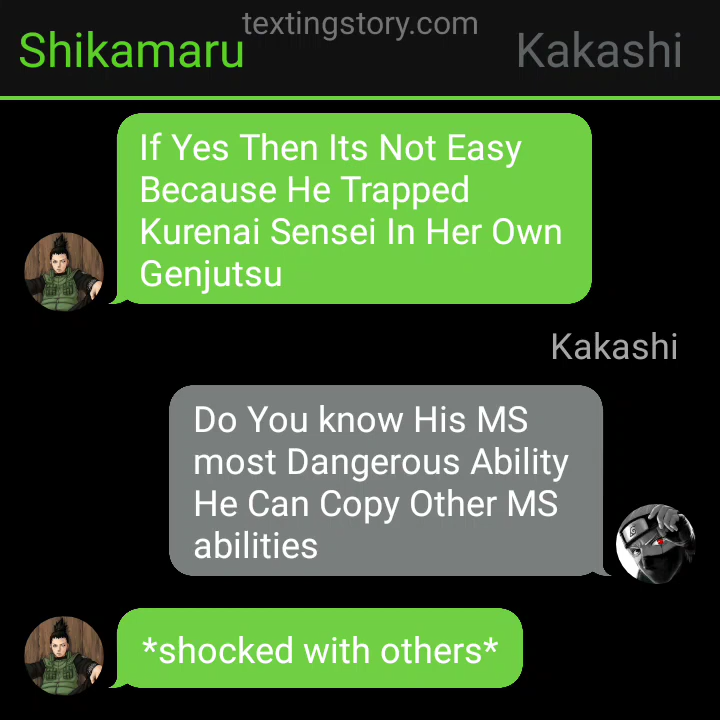 textingstory.com
Shikamaru
Kakashi
If Yes Then Its Not Easy
Because He Trapped
Kurenai Sensei In Her Own
Genjutsu
Kakashi
Do You know His MS
most Dangerous Ability
He Can Copy Other MS
abilities
*shocked with others*